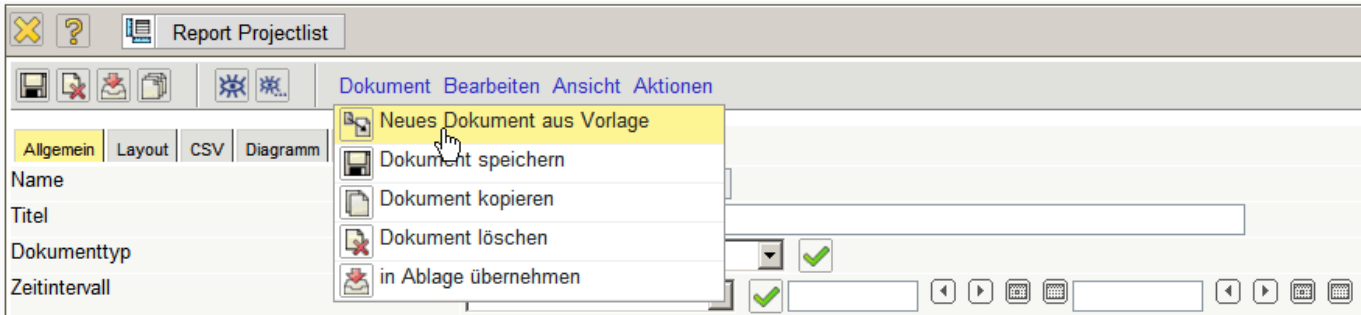 Report Projectlist
Dokument Bearbeiten Ansicht Aktionen
Neues Dokument aus Vorlage
Allgemein Layout CSV Diagramm
Dokument speichern
Name
Dokument kopieren
Titel
Dokument löschen
Dokumenttyp
in Ablage übernehmen
Zeitintervall